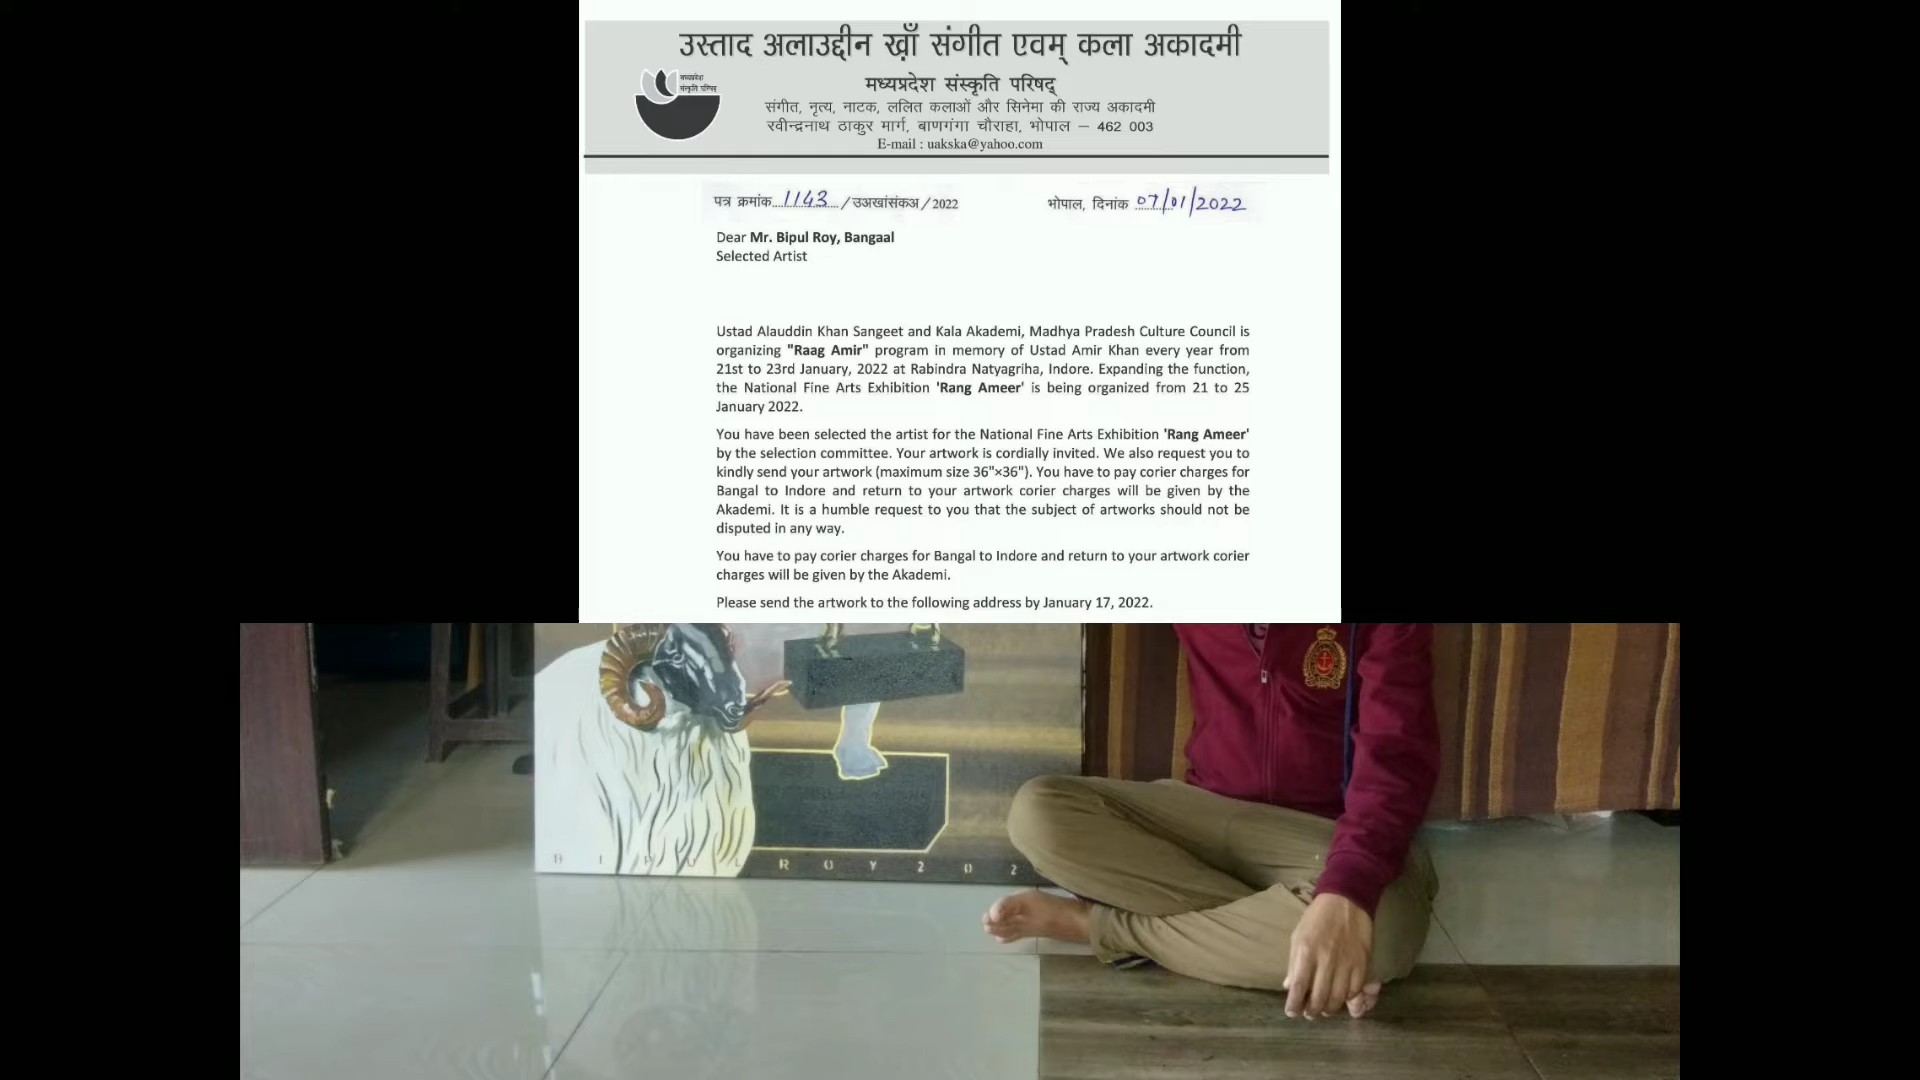 उस्ताद अलाउद्दीन ख़ाँ संगीत एवम् कला अकादमी
मध्यप्रदेश संस्कृति परिषद्
मध्यप्रदेश
संस्कृति परिषद
संगीत, नृत्य, नाटक, ललित कलाओं और सिनेमा की राज्य अकादमी
रवीन्द्रनाथ ठाकुर मार्ग, बाणगंगा चौराहा, भोपाल – 462 003
E-mail : uakska@yahoo.com
पत्र क्रमांक...1143.../उअखांसंकअ/2022 भोपाल, दिनांक 07/01/2022
Dear Mr. Bipul Roy, Bangaal
Selected Artist
Ustad Alauddin Khan Sangeet and Kala Akademi, Madhya Pradesh Culture Council is
organizing "Raag Amir" program in memory of Ustad Amir Khan every year from
21st to 23rd January, 2022 at Rabindra Natyagriha, Indore. Expanding the function,
the National Fine Arts Exhibition 'Rang Ameer' is being organized from 21 to 25
January 2022.
You have been selected the artist for the National Fine Arts Exhibition 'Rang Ameer'
by the selection committee. Your artwork is cordially invited. We also request you to
kindly send your artwork (maximum size 36"×36"). You have to pay corier charges for
Bangal to Indore and return to your artwork corier charges will be given by the
Akademi. It is a humble request to you that the subject of artworks should not be
disputed in any way.
You have to pay corier charges for Bangal to Indore and return to your artwork corier
charges will be given by the Akademi.
Please send the artwork to the following address by January 17, 2022.
BIPUL ROY 202